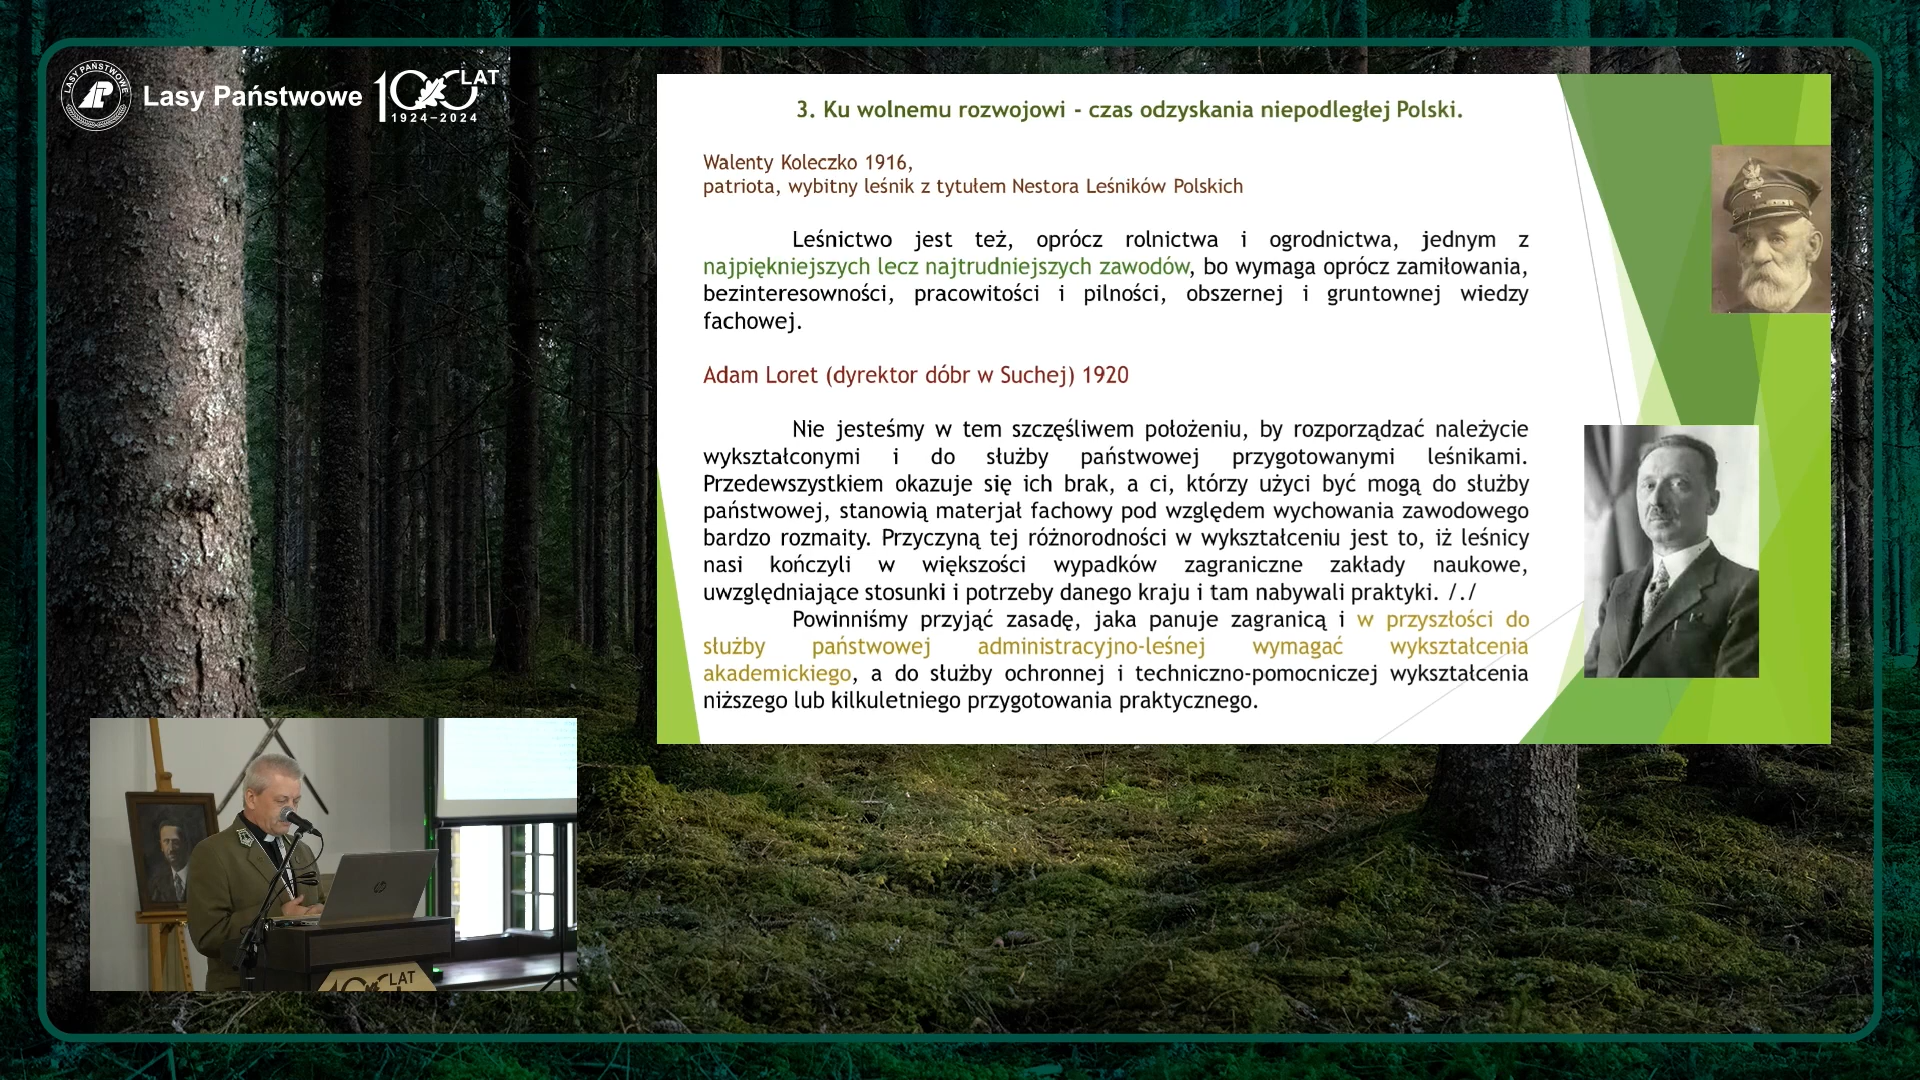 LASY PAŃSTWOWE
Lasy Państwowe
100 LAT
1924-2024
3. Ku wolnemu rozwojowi - czas odzyskania niepodległej Polski.
Walenty Koleczko 1916,
patriota, wybitny leśnik z tytułem Nestora Leśników Polskich
Leśnictwo jest też, oprócz rolnictwa i ogrodnictwa, jednym z
najpiękniejszych lecz najtrudniejszych zawodów, bo wymaga oprócz zamiłowania,
bezinteresowności, pracowitości i pilności, obszernej i gruntownej wiedzy
fachowej.
Adam Loret (dyrektor dóbr w Suchej) 1920
Nie jesteśmy w tem szczęśliwem położeniu, by rozporządzać należycie
wykształconymi i do służby państwowej przygotowanymi leśnikami.
Przedewszystkiem okazuje się ich brak, a ci, którzy użyci być mogą do służby
państwowej, stanowią materjał fachowy pod względem wychowania zawodowego
bardzo rozmaity. Przyczyną tej różnorodności w wykształceniu jest to, iż leśnicy
nasi kończyli w większości wypadków zagraniczne zakłady naukowe,
uwzględniające stosunki i potrzeby danego kraju i tam nabywali praktyki. /./
Powinniśmy przyjąć zasadę, jaka panuje zagranicą i w przyszłości do
służby państwowej administracyjno-leśnej wymagać wykształcenia
akademickiego, a do służby ochronnej i techniczno-pomocniczej wykształcenia
niższego lub kilkuletniego przygotowania praktycznego.
hp
100 LAT